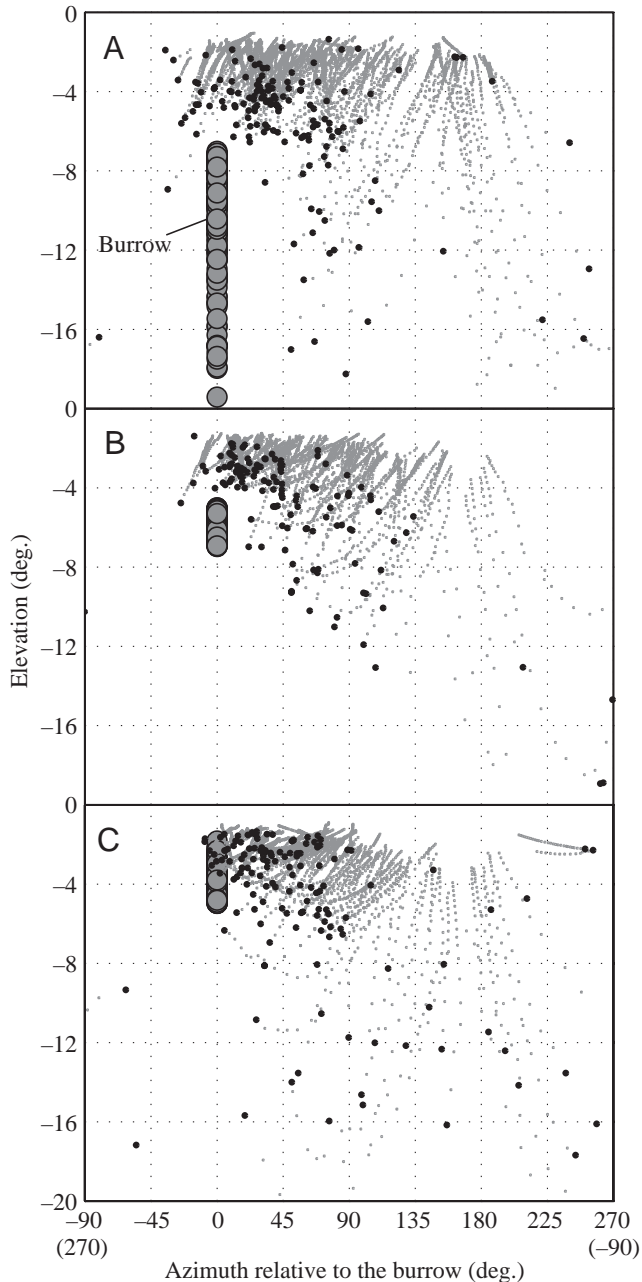 0
A
–4
–8
Burrow
–12
–16
0
B
–4
–8
–12
–16
0
C
–4
–8
–12
–16
–20
Elevation (deg.)
–90 –45 0 45 90 135 180 225 270
(270) (–90)
Azimuth relative to the burrow (deg.)